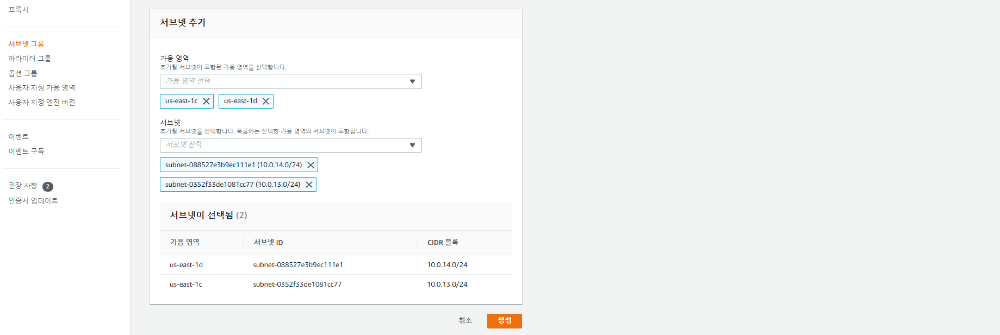 프록시
서브넷 그룹
파라미터 그룹
옵션 그룹
사용자 지정 가용 영역
사용자 지정 엔진 버전
이벤트
이벤트 구독
권장 사항 2
인증서 업데이트
서브넷 추가
가용 영역
추가할 서브넷이 포함된 가용 영역을 선택합니다.
가용 영역 선택
us-east-1c us-east-1d
서브넷
추가할 서브넷을 선택합니다. 목록에는 선택한 가용 영역의 서브넷이 포함됩니다.
서브넷 선택
subnet-088527e3b9ec111e1 (10.0.14.0/24)
subnet-0352f33de1081cc77 (10.0.13.0/24)
서브넷이 선택됨 (2)
가용 영역 서브넷 ID CIDR 블록
us-east-1d subnet-088527e3b9ec111e1 10.0.14.0/24
us-east-1c subnet-0352f33de1081cc77 10.0.13.0/24
취소 생성